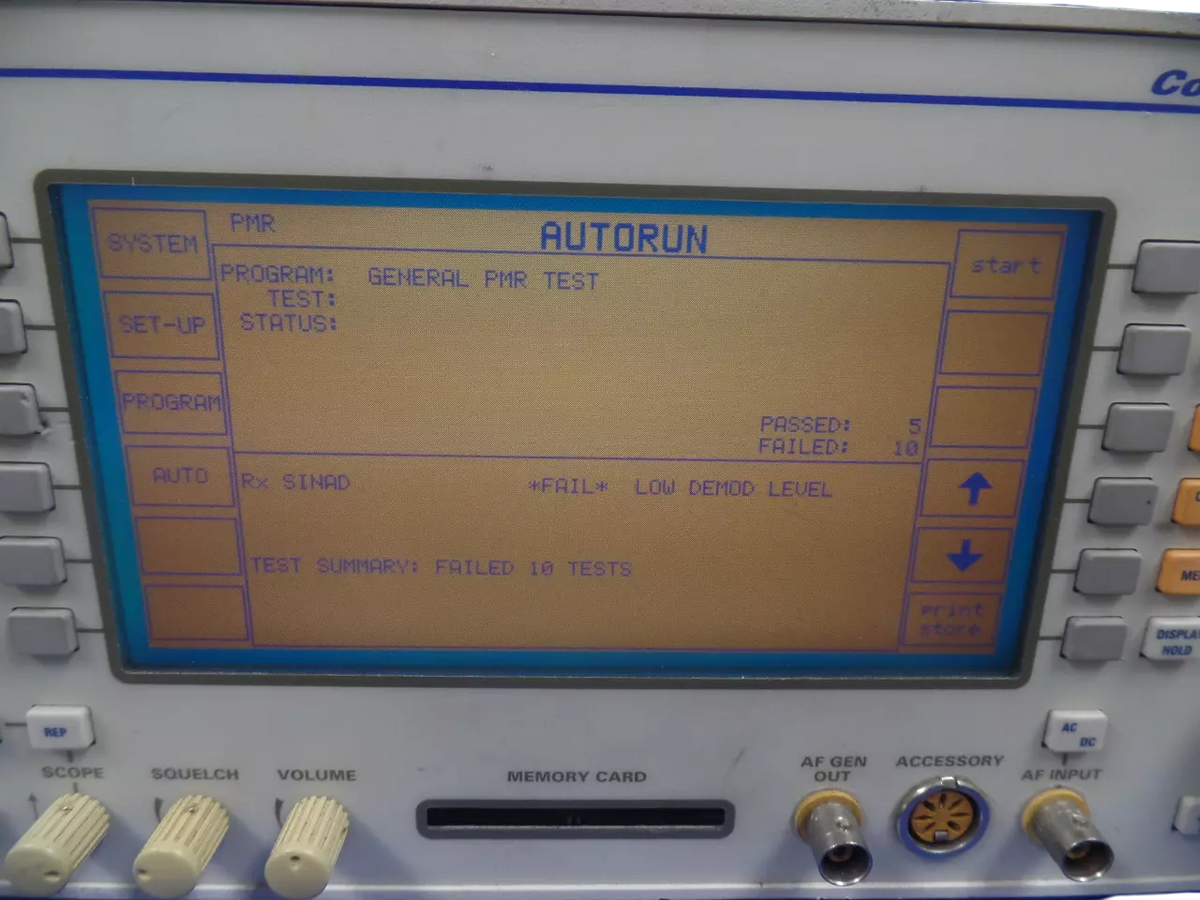 Co
PMR
AUTORUN
SYSTEM
SET-UP
PROGRAM
AUTO
PROGRAM: GENERAL PMR TEST
TEST:
STATUS:
PASSED: 5
FAILED: 10
Rx SINAD *FAIL* LOW DEMOD LEVEL
TEST SUMMARY: FAILED 10 TESTS
start
print
store
ME
DISPLA
HOLD
REP
SCOPE
SQUELCH
VOLUME
MEMORY CARD
AF GEN
OUT
ACCESSORY
AC
DC
AF INPUT